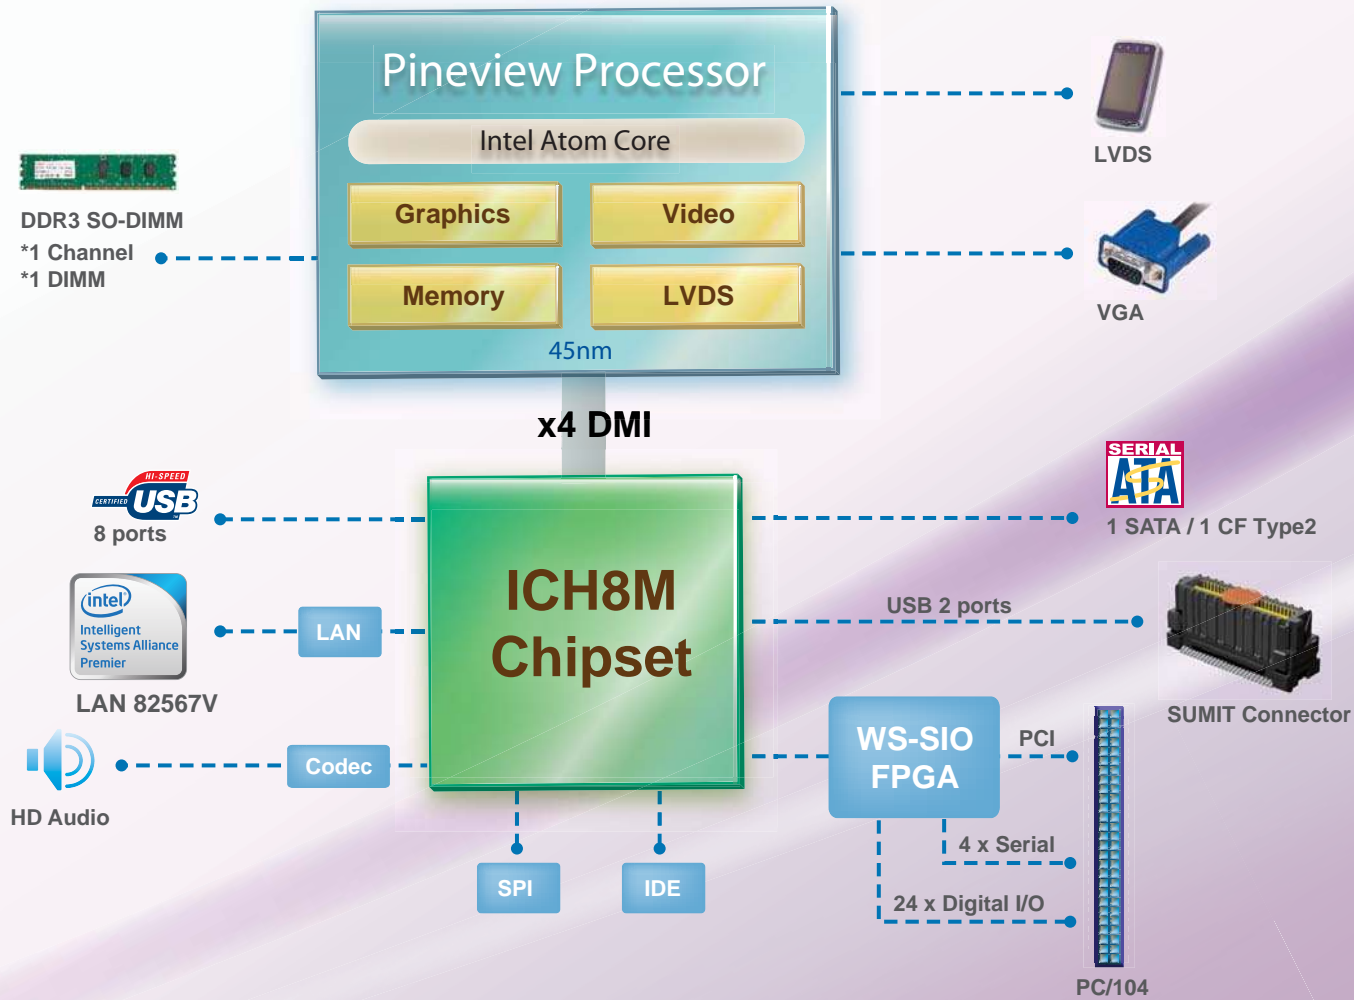 Pineview Processor
Intel Atom Core
Graphics
Video
Memory
LVDS
45nm
DDR3 SO-DIMM
*1 Channel
*1 DIMM
LVDS
VGA
x4 DMI
HI-SPEED
CERTIFIED USB
8 ports
SERIAL
ATA
1 SATA / 1 CF Type2
ICH8M
Chipset
intel
Intelligent
Systems Alliance
Premier
LAN
LAN 82567V
USB 2 ports
SUMIT Connector
HD Audio
Codec
WS-SIO
FPGA
PCI
4 x Serial
24 x Digital I/O
SPI
IDE
PC/104